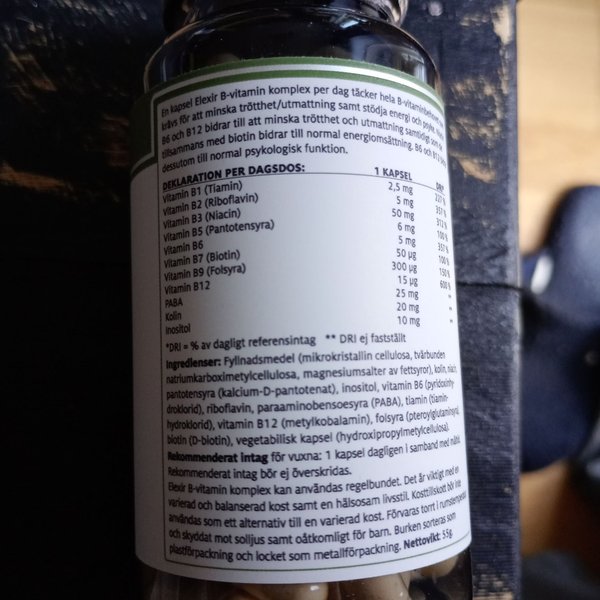 En kapsel Elexir B-vitamin komplex per dag täcker hela
krävs för att minska trötthet/utmattning samt stödja energi och psyke.
B6 och B12 bidrar till att minska trötthet och utmattning samtidigt som de
tillsammans med biotin bidrar till normal energiomsättning. B6 och B12
dessutom till normal psykologisk funktion.
DEKLARATION PER DAGSDOS: 1 KAPSEL DRI*
Vitamin B1 (Tiamin) 2,5 mg 227 %
Vitamin B2 (Riboflavin) 5 mg 357 %
Vitamin B3 (Niacin) 50 mg 312 %
Vitamin B5 (Pantotensyra) 6 mg 100 %
Vitamin B6 5 mg 357 %
Vitamin B7 (Biotin) 50 µg 100 %
Vitamin B9 (Folsyra) 300 µg 150 %
Vitamin B12 15 µg 600 %
PABA 25 mg **
Kolin 20 mg **
Inositol 10 mg **
*DRI = % av dagligt referensintag ** DRI ej fastställt
Ingredienser: Fyllnadsmedel (mikrokristallin cellulosa, tvärbunden
natriumkarboximetylcellulosa, magnesiumsalter av fettsyror), kolin, niacin,
pantotensyra (kalcium-D-pantotenat), inositol, vitamin B6 (pyridoxinhy-
droklorid), riboflavin, paraaminobensoesyra (PABA), tiamin (tiamin-
hydroklorid), vitamin B12 (metylkobalamin), folsyra (pteroylglutaminsyra),
biotin (D-biotin), vegetabilisk kapsel (hydroxipropylmetylcellulosa).
Rekommenderat intag för vuxna: 1 kapsel dagligen i samband med måltid.
Rekommenderat intag bör ej överskridas.
Elexir B-vitamin komplex kan användas regelbundet. Det är viktigt med en
varierad och balanserad kost samt en hälsosam livsstil. Kosttillskott bör inte
användas som ett alternativ till en varierad kost. Förvaras torrt i rumstemperatur
och skyddat mot solljus samt oåtkomligt för barn. Burken sorteras som
plastförpackning och locket som metallförpackning. Nettovikt: 55g.